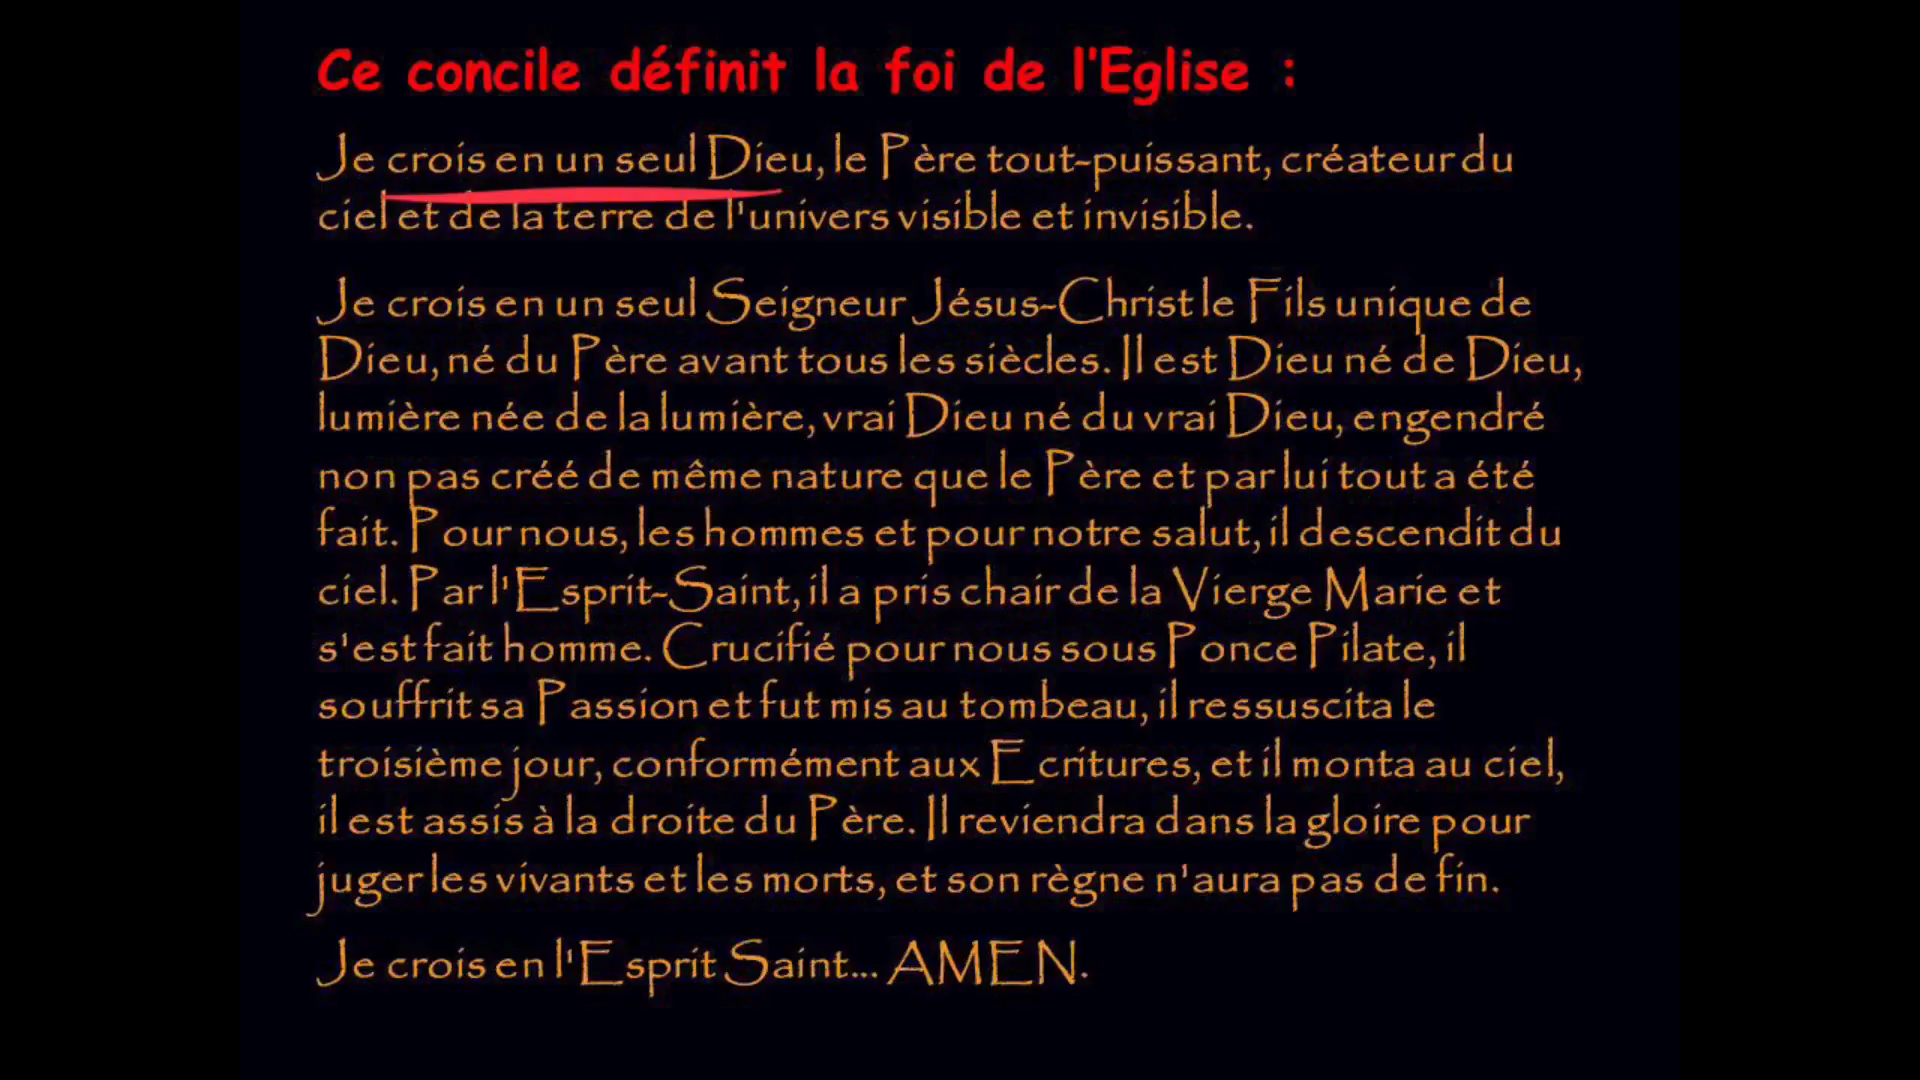 Ce concile définit la foi de l'Eglise :
Je crois en un seul Dieu, le Père tout-puissant, créateur du
ciel et de la terre de l'univers visible et invisible.
Je crois en un seul Seigneur Jésus-Christ le Fils unique de
Dieu, né du Père avant tous les siècles. Il est Dieu né de Dieu,
lumière née de la lumière, vrai Dieu né du vrai Dieu, engendré
non pas créé de même nature que le Père et par lui tout a été
fait. Pour nous, les hommes et pour notre salut, il descendit du
ciel. Par l'Esprit-Saint, il a pris chair de la Vierge Marie et
s'est fait homme. Crucifié pour nous sous Ponce Pilate, il
souffrit sa Passion et fut mis au tombeau, il ressuscita le
troisième jour, conformément aux Ecritures, et il monta au ciel,
il est assis à la droite du Père. Il reviendra dans la gloire pour
juger les vivants et les morts, et son règne n'aura pas de fin.
Je crois en l'Esprit Saint... AMEN.